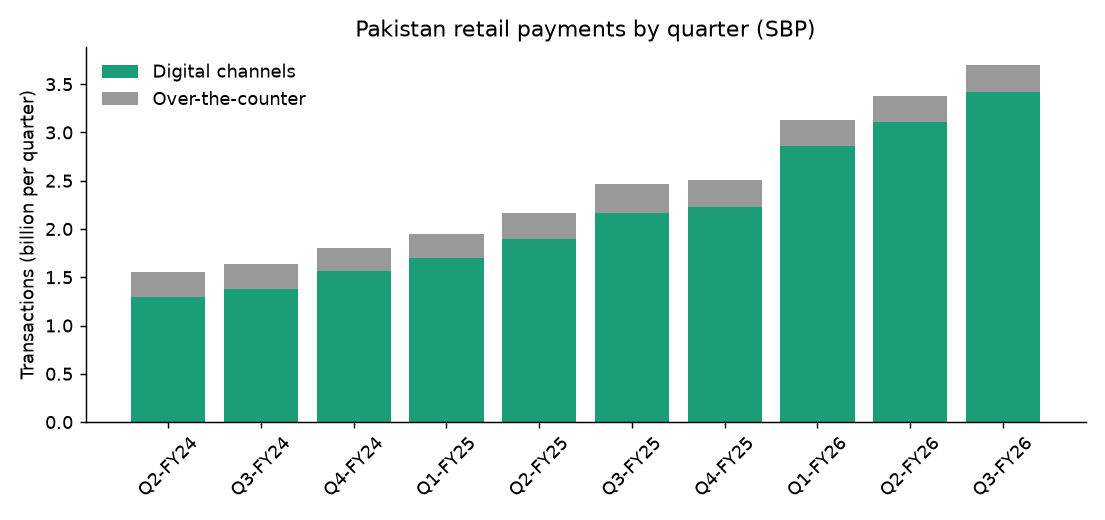 Pakistan retail payments by quarter (SBP)
Digital channels
Over-the-counter
Transactions (billion per quarter)
3.5
3.0
2.5
2.0
1.5
1.0
0.5
0.0
Q2-FY24
Q3-FY24
Q4-FY24
Q1-FY25
Q2-FY25
Q3-FY25
Q4-FY25
Q1-FY26
Q2-FY26
Q3-FY26